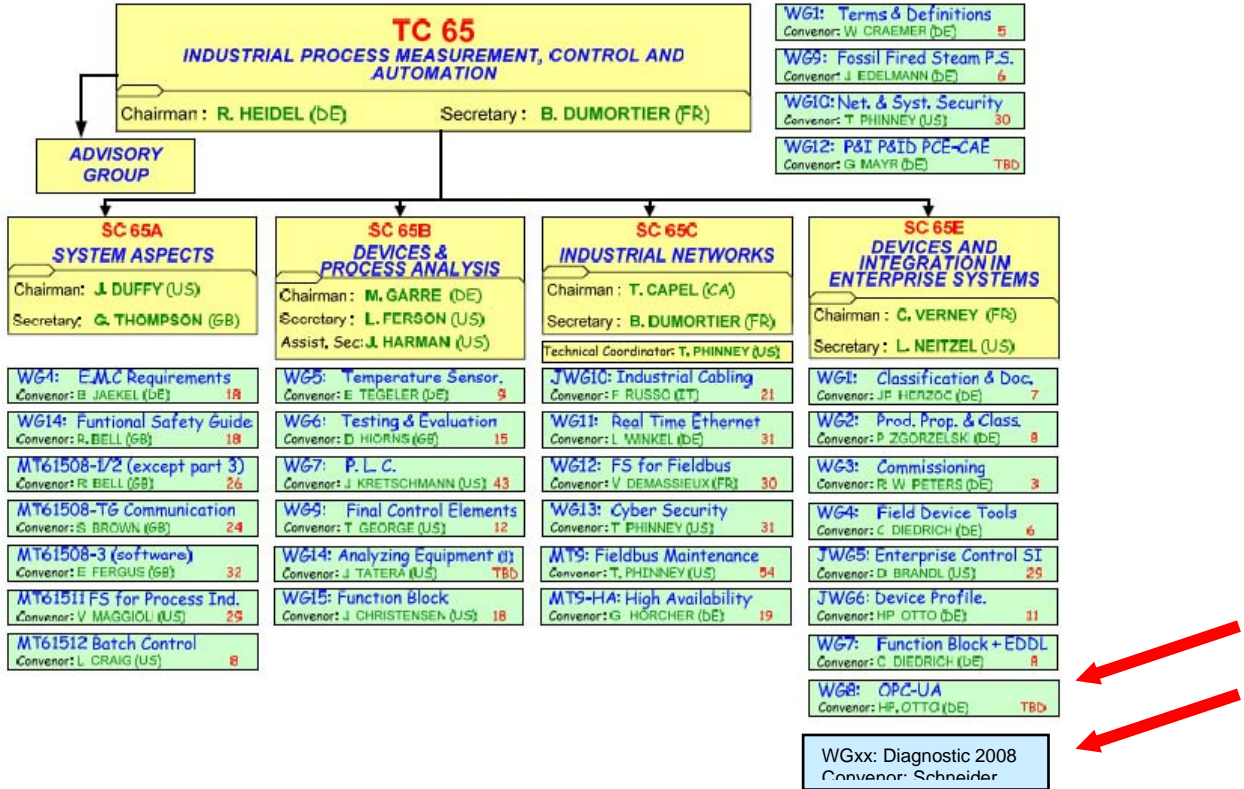 TC 65
INDUSTRIAL PROCESS MEASUREMENT, CONTROL AND
AUTOMATION
Chairman: R. HEIDEL (DE) Secretary: B. DUMORTIER (FR)
ADVISORY
GROUP
WG1: Terms & Definitions
Convenor: W CRAEMER (DE) 5
WG9: Fossil Fired Steam P.S.
Convenor: J EDELMANN (DE) 6
WG10: Net. & Syst. Security
Convenor: T PHINNEY (US) 30
WG12: P&I P&ID PCE-CAE
Convenor: G MAYR (DE) TBD
SC 65A
SYSTEM ASPECTS
Chairman: J. DUFFY (US)
Secretary: G. THOMPSON (GB)
WG4: E.M.C Requirements
Convenor: B JAEKEL (DE) 18
WG14: Funtional Safety Guide
Convenor: R. BELL (GB) 18
MT61508-1/2 (except part 3)
Convenor: R BELL (GB) 26
MT61508-TG Communication
Convenor: S BROWN (GB) 24
MT61508-3 (software)
Convenor: E FERGUS (GB) 32
MT61511 FS for Process Ind.
Convenor: V MAGGIOLI (US) 29
MT61512 Batch Control
Convenor: L CRAIG (US) 8
SC 65B
DEVICES &
PROCESS ANALYSIS
Chairman: M. GARRE (DE)
Secretary: L. FERSON (US)
Assist. Sec: J. HARMAN (US)
WG5: Temperature Sensor.
Convenor: E TEGELER (DE) 9
WG6: Testing & Evaluation
Convenor: D HIORNS (GB) 15
WG7: P. L. C.
Convenor: J KRETSCHMANN (US) 43
WG9: Final Control Elements
Convenor: T GEORGE (US) 12
WG14: Analyzing Equipment
Convenor: J TATERA (US) TBD
WG15: Function Block
Convenor: J CHRISTENSEN (US) 18
SC 65C
INDUSTRIAL NETWORKS
Chairman: T. CAPEL (CA)
Secretary: B. DUMORTIER (FR)
Technical Coordinator: T. PHINNEY (US)
JWG10: Industrial Cabling
Convenor: F RUSSO (IT) 21
WG11: Real Time Ethernet
Convenor: L WINKEL (DE) 31
WG12: FS for Fieldbus
Convenor: V DEMASSIEUX (FR) 30
WG13: Cyber Security
Convenor: T PHINNEY (US) 31
MT9: Fieldbus Maintenance
Convenor: T. PHINNEY (US) 54
MT9-HA: High Availability
Convenor: G HORCHER (DE) 19
SC 65E
DEVICES AND
INTEGRATION IN
ENTERPRISE SYSTEMS
Chairman: C. VERNEY (FR)
Secretary: L. NEITZEL (US)
WG1: Classification & Doc.
Convenor: JP HERZOG (DE) 7
WG2: Prod. Prop. & Class.
Convenor: P ZGORZELSKI (DE) 8
WG3: Commissioning
Convenor: R W PETERS (DE) 3
WG4: Field Device Tools
Convenor: C DIEDRICH (DE) 6
JWG5: Enterprise Control SI
Convenor: D BRANDL (US) 29
JWG6: Device Profile.
Convenor: HP OTTO (DE) 11
WG7: Function Block + EDDL
Convenor: C DIEDRICH (DE) 8
WG8: OPC-UA
Convenor: HP. OTTO (DE) TBD
WGxx: Diagnostic 2008
Convenor: Schneider